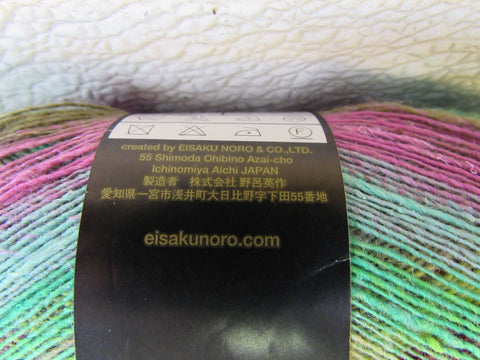 created by EISAKU NORO & CO.,LTD.
55 Shimoda Ohibino Azai-cho
Ichinomiya Aichi JAPAN
製造者 株式会社 野呂英作
愛知県一宮市浅井町大日比野字下田55番地
eisakunoro.com